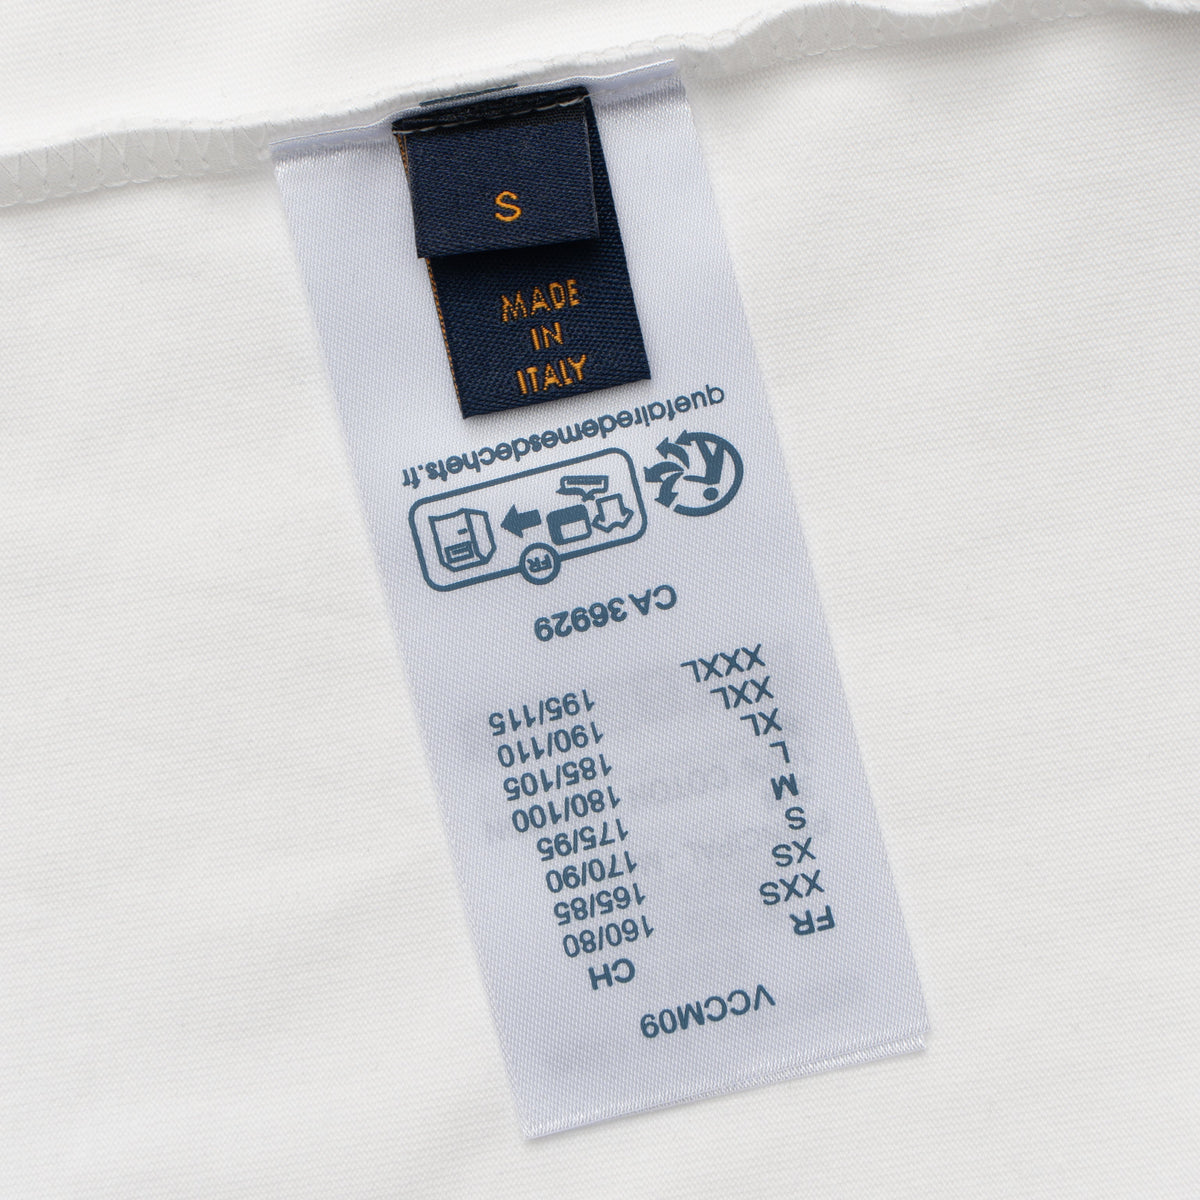 S
MADE
IN
ITALY
VCCM09
FR CH
XXS 160/80
XS 165/85
S 170/90
M 175/95
L 180/100
XL 185/105
XXL 190/110
XXXL 195/115
CA 36929
FR
quefairedemesdechets.fr